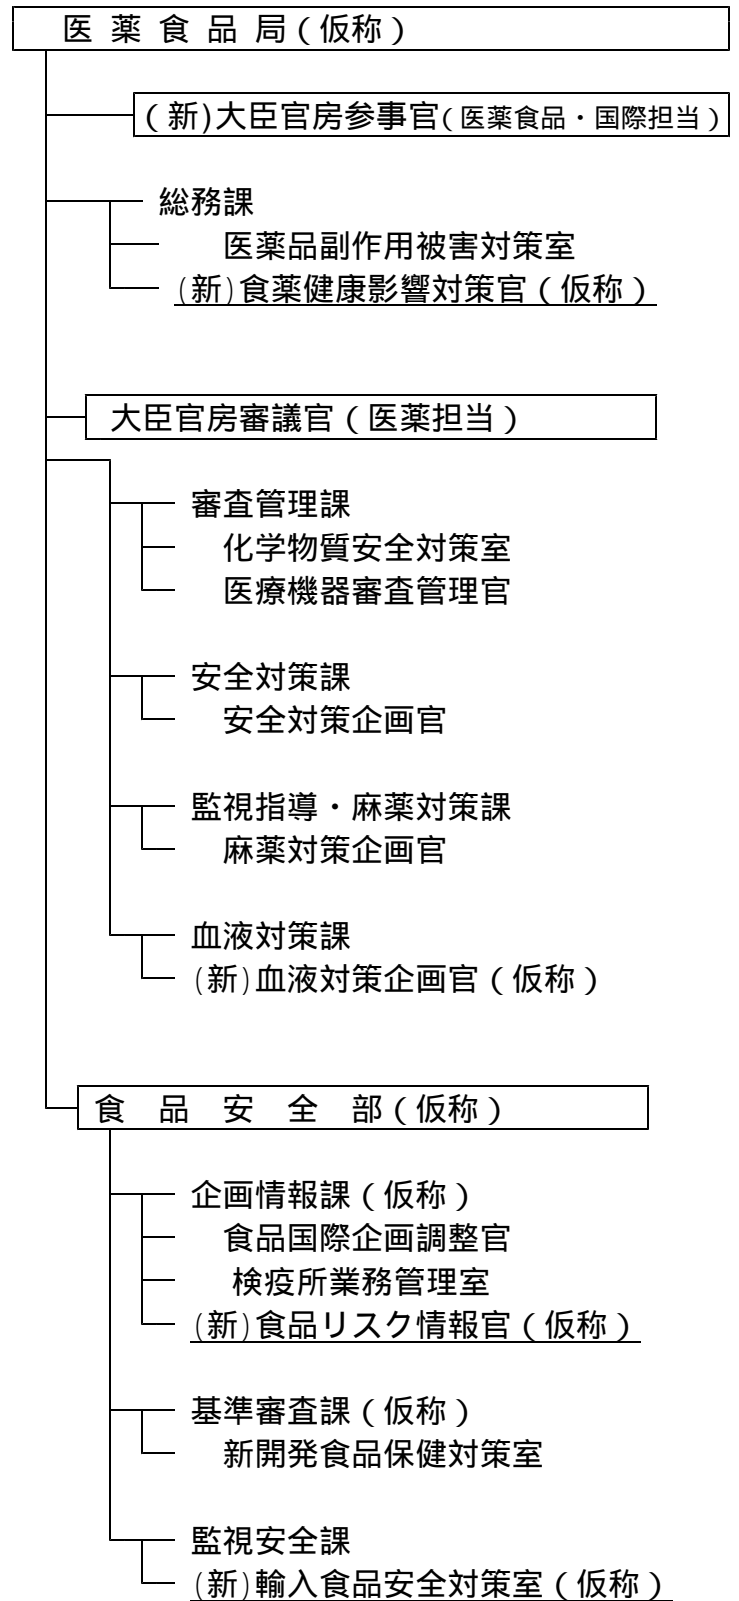 医 薬 食 品 局（仮称）
（新）大臣官房参事官（医薬食品・国際担当）
総務課
医薬品副作用被害対策室
（新）食薬健康影響対策官（仮称）
大臣官房審議官（医薬担当）
審査管理課
化学物質安全対策室
医療機器審査管理官
安全対策課
安全対策企画官
監視指導・麻薬対策課
麻薬対策企画官
血液対策課
（新）血液対策企画官（仮称）
食 品 安 全 部（仮称）
企画情報課（仮称）
食品国際企画調整官
検疫所業務管理室
（新）食品リスク情報官（仮称）
基準審査課（仮称）
新開発食品保健対策室
監視安全課
（新）輸入食品安全対策室（仮称）